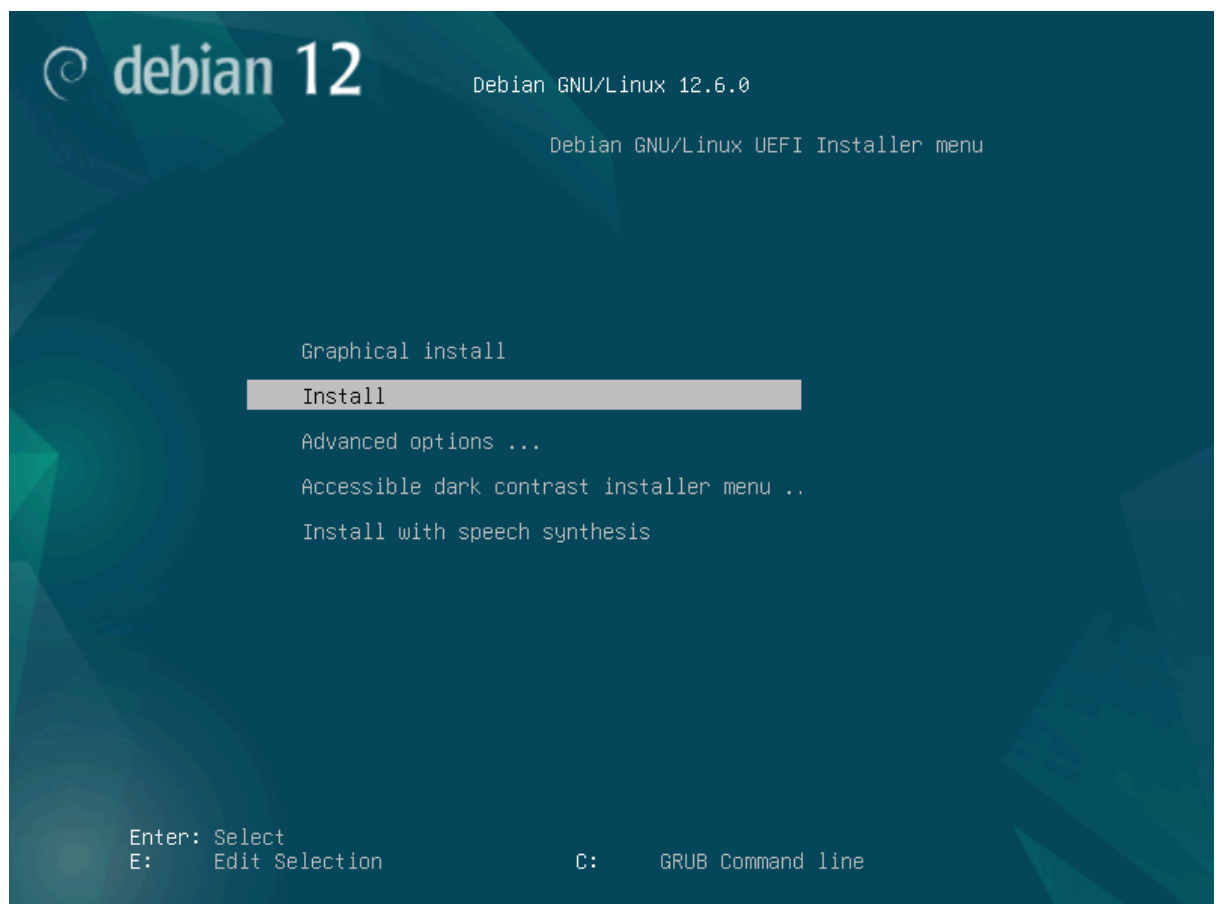 debian 12
Debian GNU/Linux 12.6.0
Debian GNU/Linux UEFI Installer menu
Graphical install
Install
Advanced options ...
Accessible dark contrast installer menu ..
Install with speech synthesis
Enter: Select
E: Edit Selection C: GRUB Command line